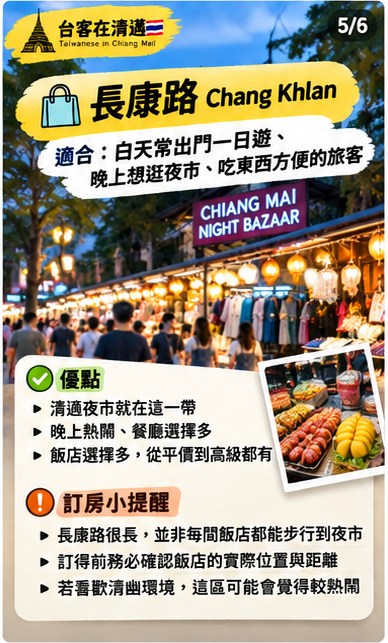 台客在清邁
Taiwanese in Chiang Mai
5/6
長康路 Chang Khlan
適合：白天常出門一日遊、
晚上想逛夜市、吃東西方便的旅客
CHIANG MAI
NIGHT BAZAAR
優點
清邁夜市就在這一帶
晚上熱鬧、餐廳選擇多
飯店選擇多，從平價到高級都有
訂房小提醒
長康路很長，並非每間飯店都能步行到夜市
訂得前務必確認飯店的實際位置與距離
若看歡清幽環境，這區可能會覺得較熱鬧